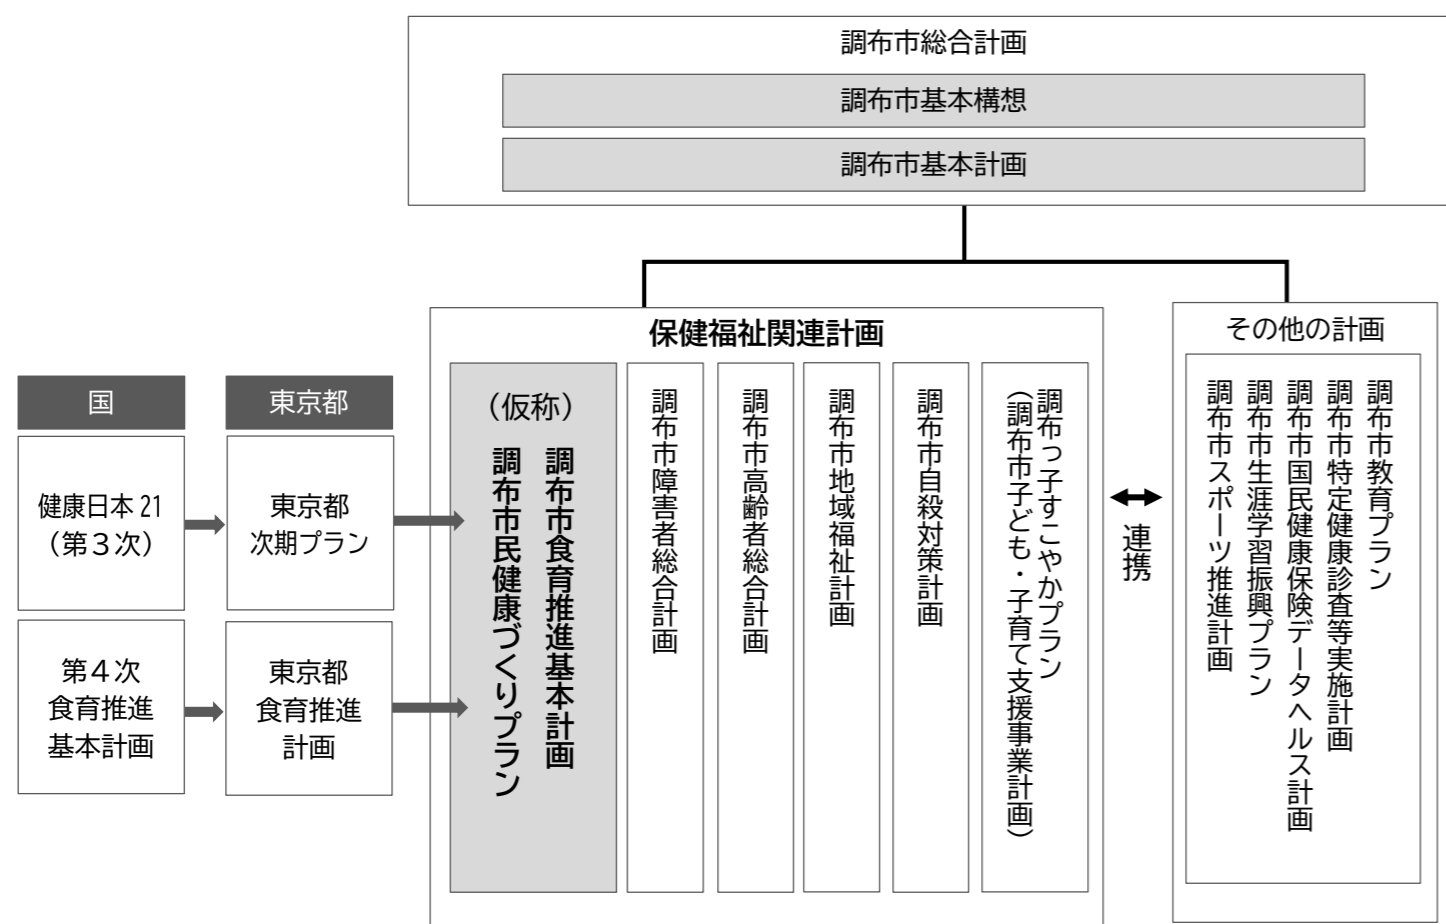 調布市総合計画
調布市基本構想
調布市基本計画
国
健康日本21
（第３次）
第４次
食育推進
基本計画
東京都
東京都
次期プラン
東京都
食育推進
計画
保健福祉関連計画
（仮称）
調布市食育推進基本計画
調布市民健康づくりプラン
調布市障害者総合計画
調布市高齢者総合計画
調布市地域福祉計画
調布市自殺対策計画
調布っ子すこやかプラン
（調布市子ども・子育て支援事業計画）
連携
その他の計画
調布市教育プラン
調布市特定健康診査等実施計画
調布市国民健康保険データヘルス計画
調布市生涯学習振興プラン
調布市スポーツ推進計画